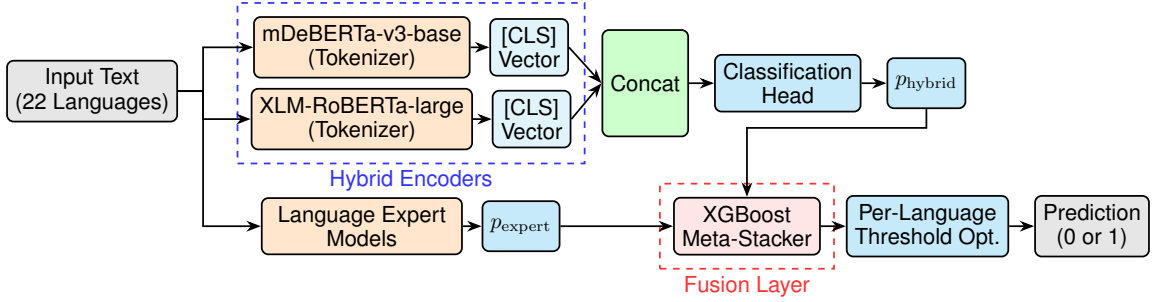 Input Text
(22 Languages)
mDeBERTa-v3-base
(Tokenizer)
[CLS]
Vector
XLM-RoBERTa-large
(Tokenizer)
[CLS]
Vector
Hybrid Encoders
Concat
Classification
Head
p_hybrid
Language Expert
Models
p_expert
XGBoost
Meta-Stacker
Fusion Layer
Per-Language
Threshold Opt.
Prediction
(0 or 1)